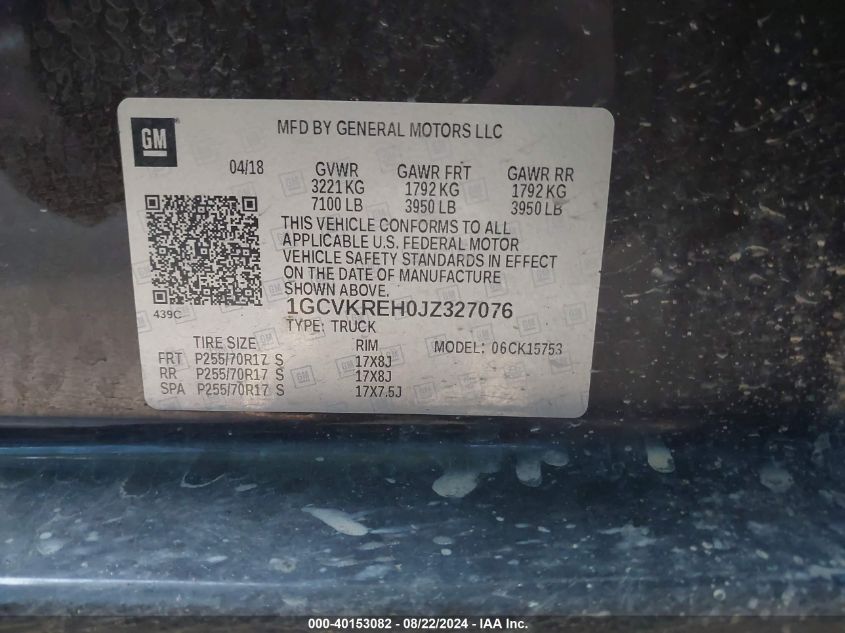 GM
MFD BY GENERAL MOTORS LLC
04/18 GVWR GAWR FRT GAWR RR
3221 KG 1792 KG 1792 KG
7100 LB 3950 LB 3950 LB
THIS VEHICLE CONFORMS TO ALL
APPLICABLE U.S. FEDERAL MOTOR
VEHICLE SAFETY STANDARDS IN EFFECT
ON THE DATE OF MANUFACTURE
SHOWN ABOVE.
439C
1GCVKREH0JZ327076
TYPE: TRUCK
TIRE SIZE RIM MODEL: 06CK15753
FRT P255/70R17 S 17X8J
RR P255/70R17 S 17X8J
SPA P255/70R17 S 17X7.5J
000-40153082 - 08/22/2024 - IAA Inc.